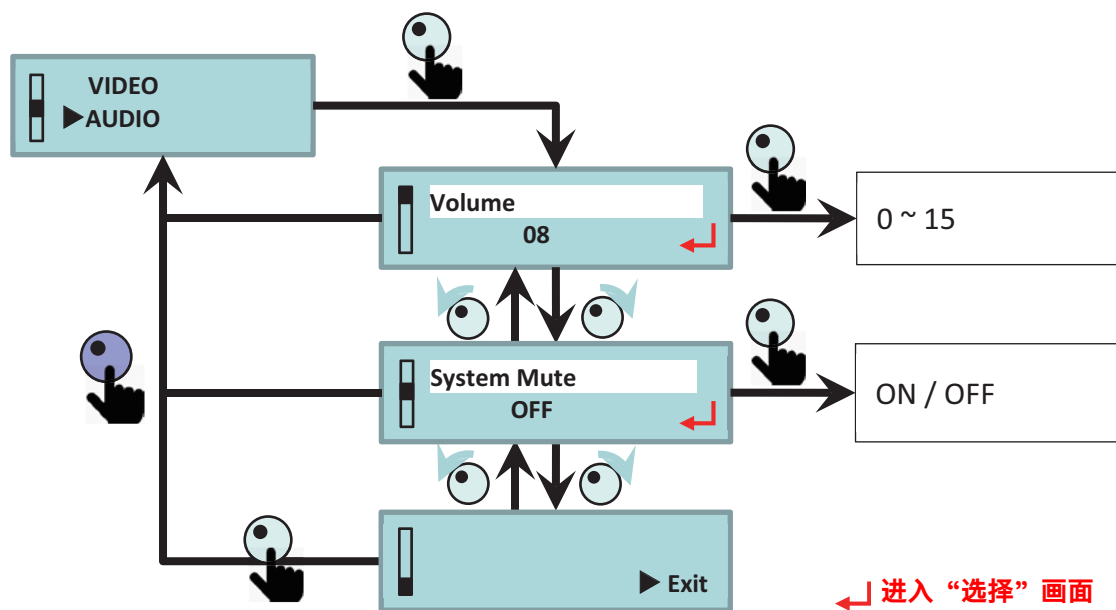 VIDEO
▶AUDIO
Volume
08
0 ~ 15
System Mute
OFF
ON / OFF
▶ Exit
进入“选择”画面